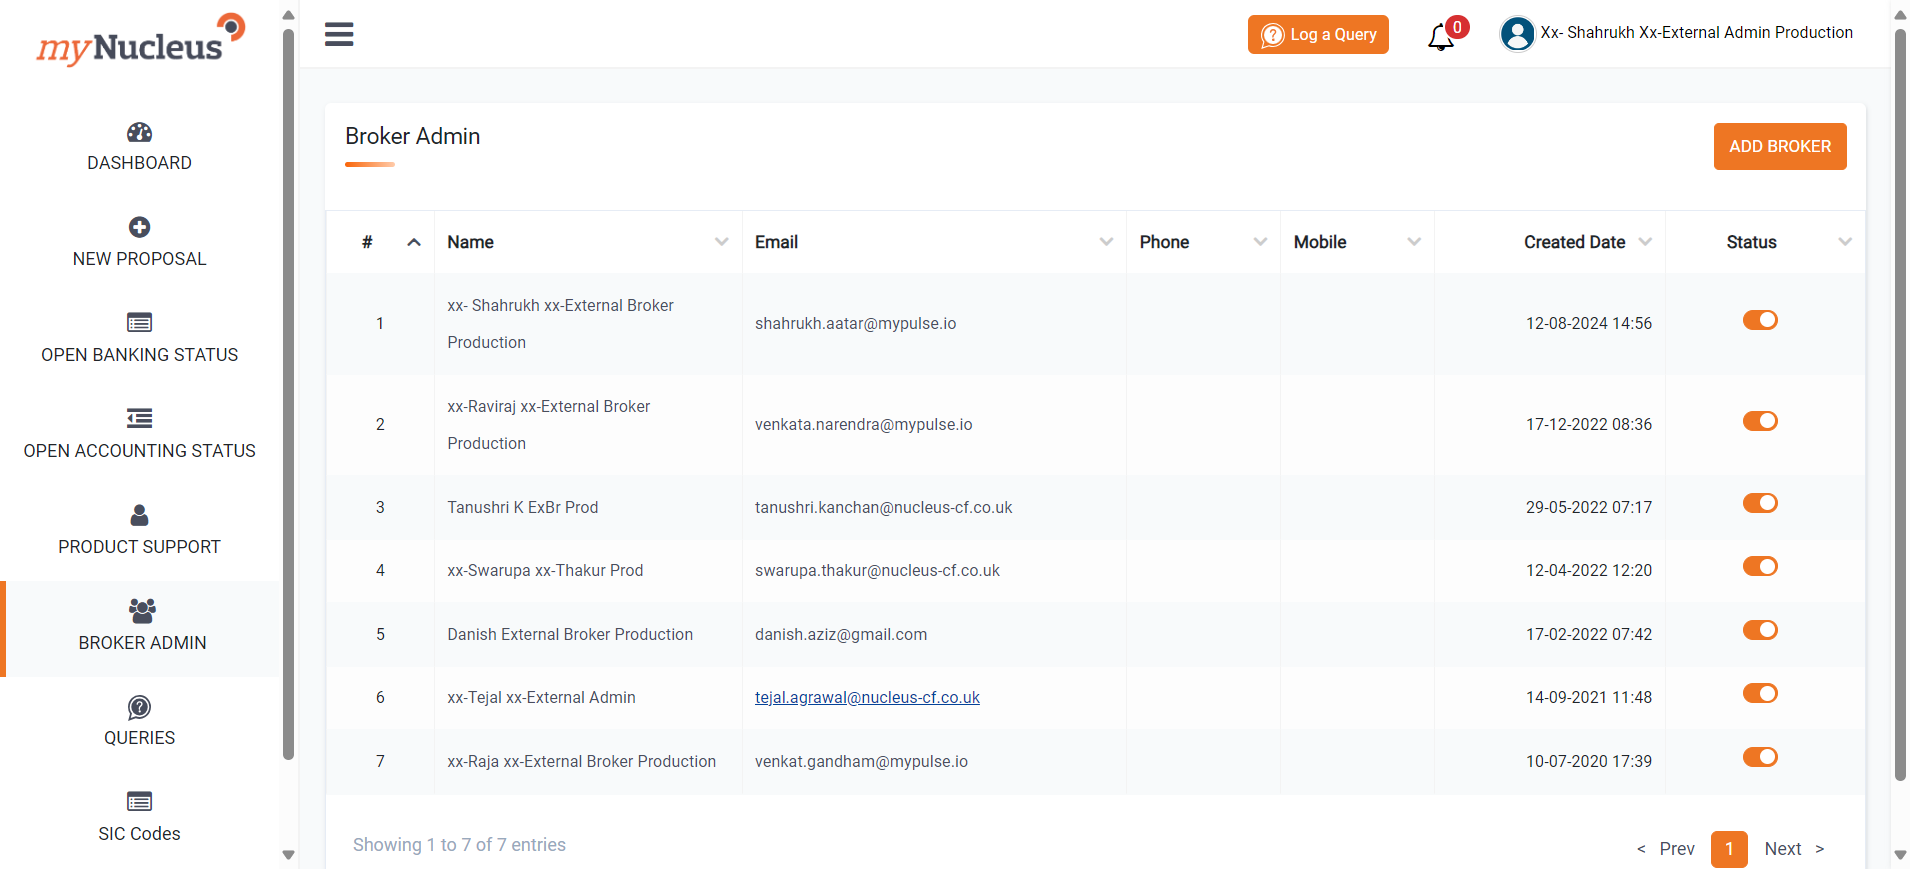 myNucleus
Log a Query
0
Xx- Shahrukh Xx-External Admin Production
DASHBOARD
NEW PROPOSAL
OPEN BANKING STATUS
OPEN ACCOUNTING STATUS
PRODUCT SUPPORT
BROKER ADMIN
QUERIES
SIC Codes
Broker Admin
ADD BROKER
# Name Email Phone Mobile Created Date Status
1 xx- Shahrukh xx-External Broker Production shahrukh.aatar@mypulse.io 12-08-2024 14:56
2 xx-Raviraj xx-External Broker Production venkata.narendra@mypulse.io 17-12-2022 08:36
3 Tanushri K ExBr Prod tanushri.kanchan@nucleus-cf.co.uk 29-05-2022 07:17
4 xx-Swarupa xx-Thakur Prod swarupa.thakur@nucleus-cf.co.uk 12-04-2022 12:20
5 Danish External Broker Production danish.aziz@gmail.com 17-02-2022 07:42
6 xx-Tejal xx-External Admin tejal.agrawal@nucleus-cf.co.uk 14-09-2021 11:48
7 xx-Raja xx-External Broker Production venkat.gandham@mypulse.io 10-07-2020 17:39
Showing 1 to 7 of 7 entries
< Prev 1 Next >